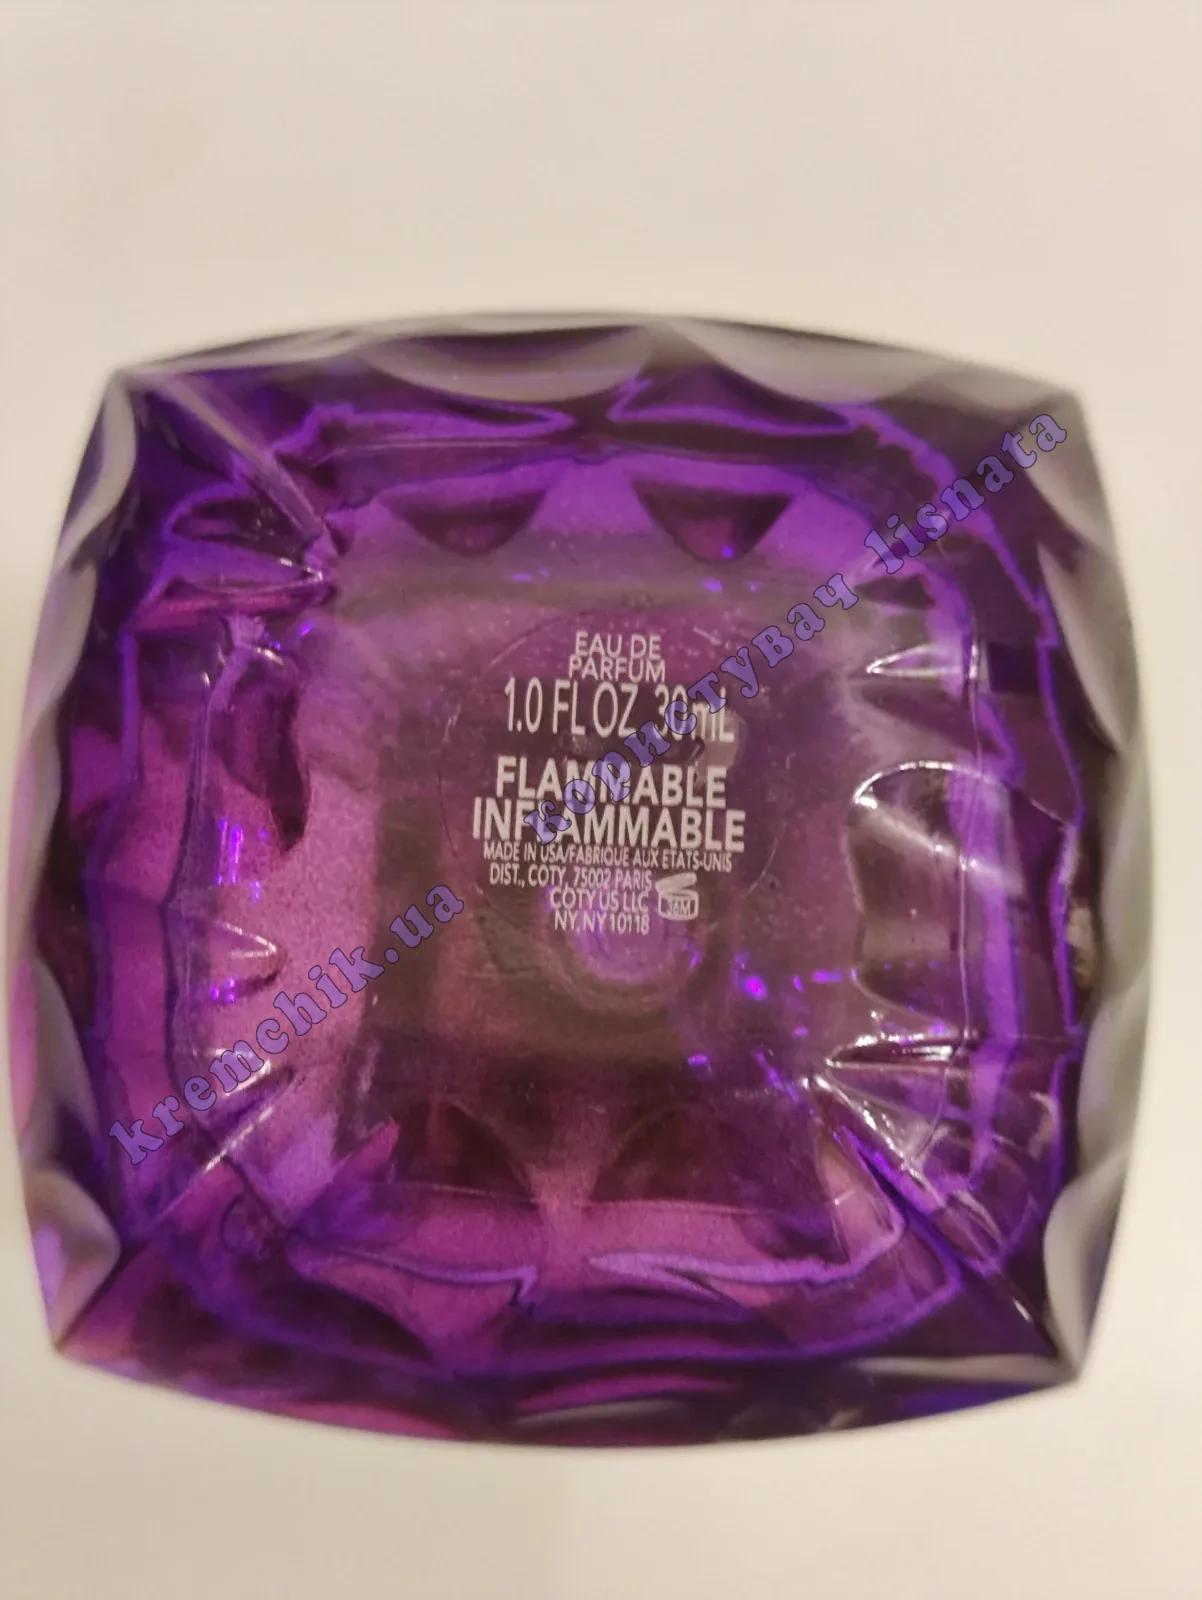 EAU DE
PARFUM
1.0 FL OZ 30mL
FLAMMABLE
INFLAMMABLE
MADE IN USA/FABRIQUE AUX ETATS-UNIS
DIST., COTY, 75002 PARIS
COTY US LLC
NY, NY 10118
36M
kremchik.ua користувач lisnata